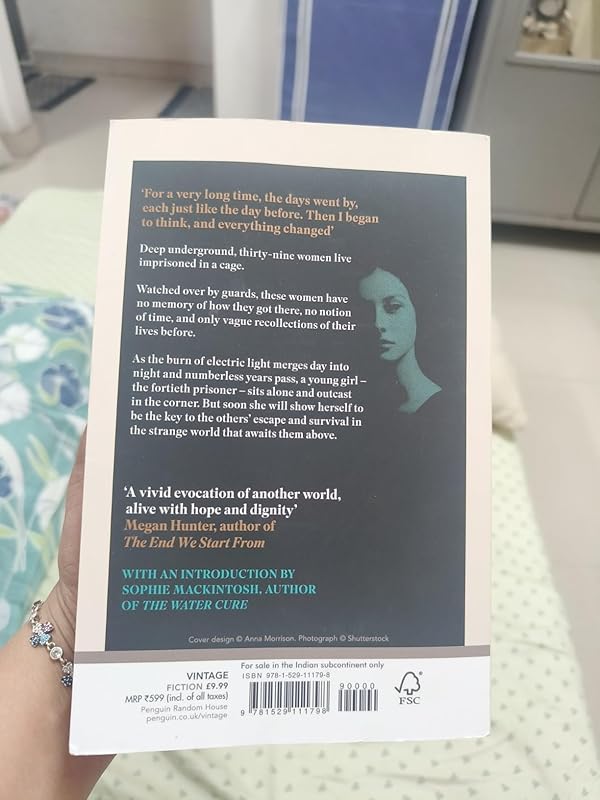 ‘For a very long time, the days went by,
each just like the day before. Then I began
to think, and everything changed’
Deep underground, thirty-nine women live
imprisoned in a cage.
Watched over by guards, these women have
no memory of how they got there, no notion
of time, and only vague recollections of their
lives before.
As the burn of electric light merges day into
night and numberless years pass, a young girl –
the fortieth prisoner – sits alone and outcast
in the corner. But soon she will show herself to
be the key to the others’ escape and survival in
the strange world that awaits them above.
‘A vivid evocation of another world,
alive with hope and dignity’
Megan Hunter, author of
The End We Start From
WITH AN INTRODUCTION BY
SOPHIE MACKINTOSH, AUTHOR
OF THE WATER CURE
Cover design © Anna Morrison. Photograph © Shutterstock
For sale in the Indian subcontinent only
VINTAGE
FICTION £9.99
MRP ₹599 (incl. of all taxes)
Penguin Random House
penguin.co.uk/vintage
ISBN 978-1-529-11179-8
90000
9 781529 111798
FSC